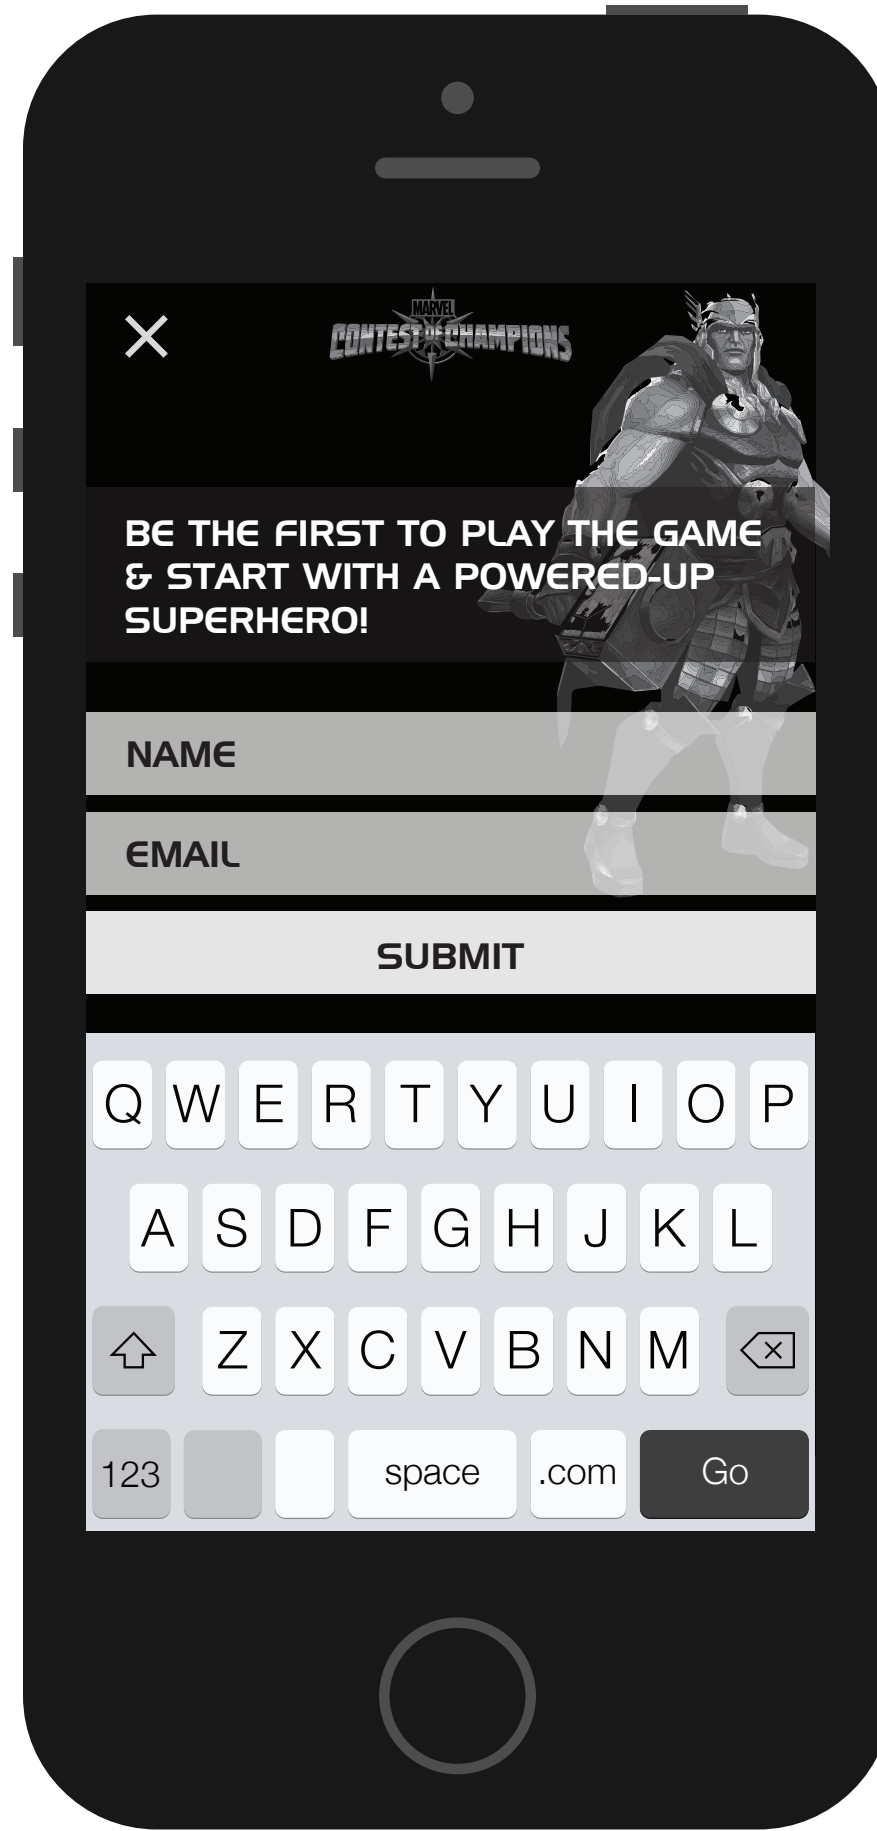 MARVEL
CONTEST OF CHAMPIONS
BE THE FIRST TO PLAY THE GAME
& START WITH A POWERED-UP
SUPERHERO!
NAME
EMAIL
SUBMIT
Q W E R T Y U I O P
A S D F G H J K L
Z X C V B N M
123 space .com Go